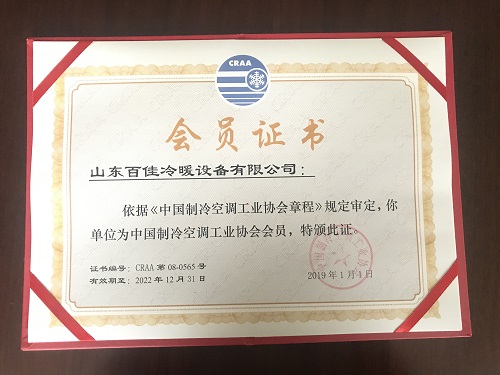 CRAA
会员证书
山东百佳冷暖设备有限公司：
依据《中国制冷空调工业协会章程》规定审定，你
单位为中国制冷空调工业协会会员，特颁此证。
证书编号：CRAA 第 08-0565 号
有效期至：2022 年 12 月 31 日
2019 年 1 月 1 日